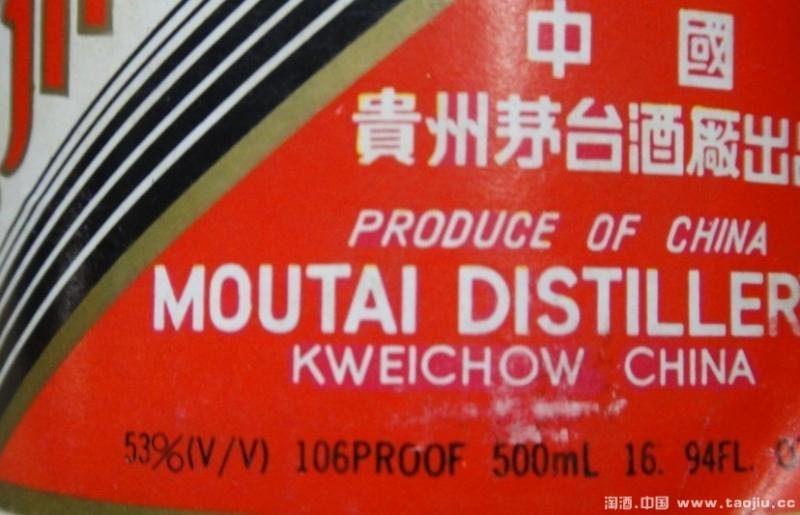 中國
貴州茅台酒廠出品
PRODUCE OF CHINA
MOUTAI DISTILLER
KWEICHOW CHINA
53%(V/V) 106PROOF 500mL 16. 94FL.
淘酒.中国 www.taojiu.cc